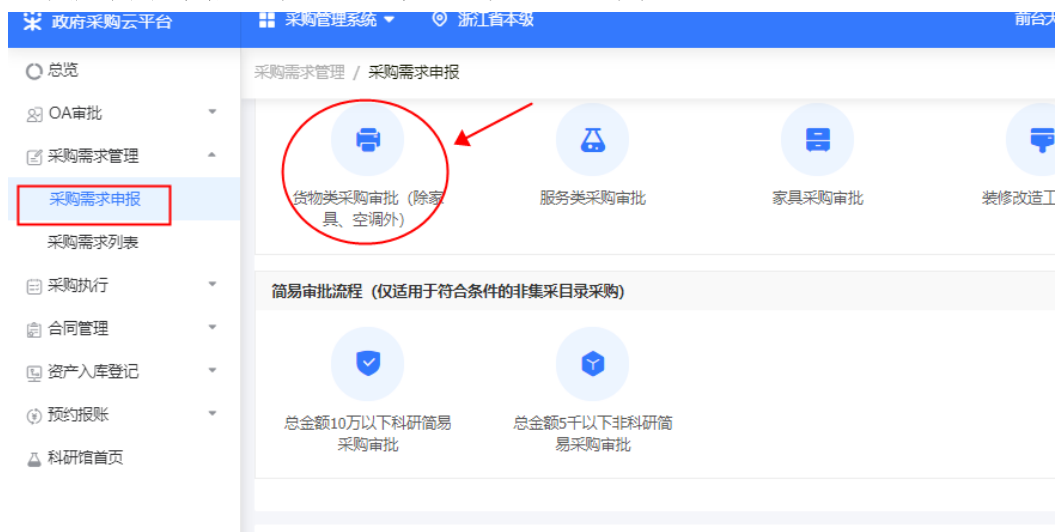 政府采购云平台
采购管理系统
浙江省本级
前台大
总览
采购需求管理 / 采购需求申报
OA审批
采购需求管理
采购需求申报
采购需求列表
采购执行
合同管理
资产入库登记
预约报账
科研馆首页
货物类采购审批（除家
具、空调外）
服务类采购审批
家具采购审批
装修改造工
简易审批流程（仅适用于符合条件的非集采目录采购)
总金额10万以下科研简易
采购审批
总金额5千以下非科研简
易采购审批